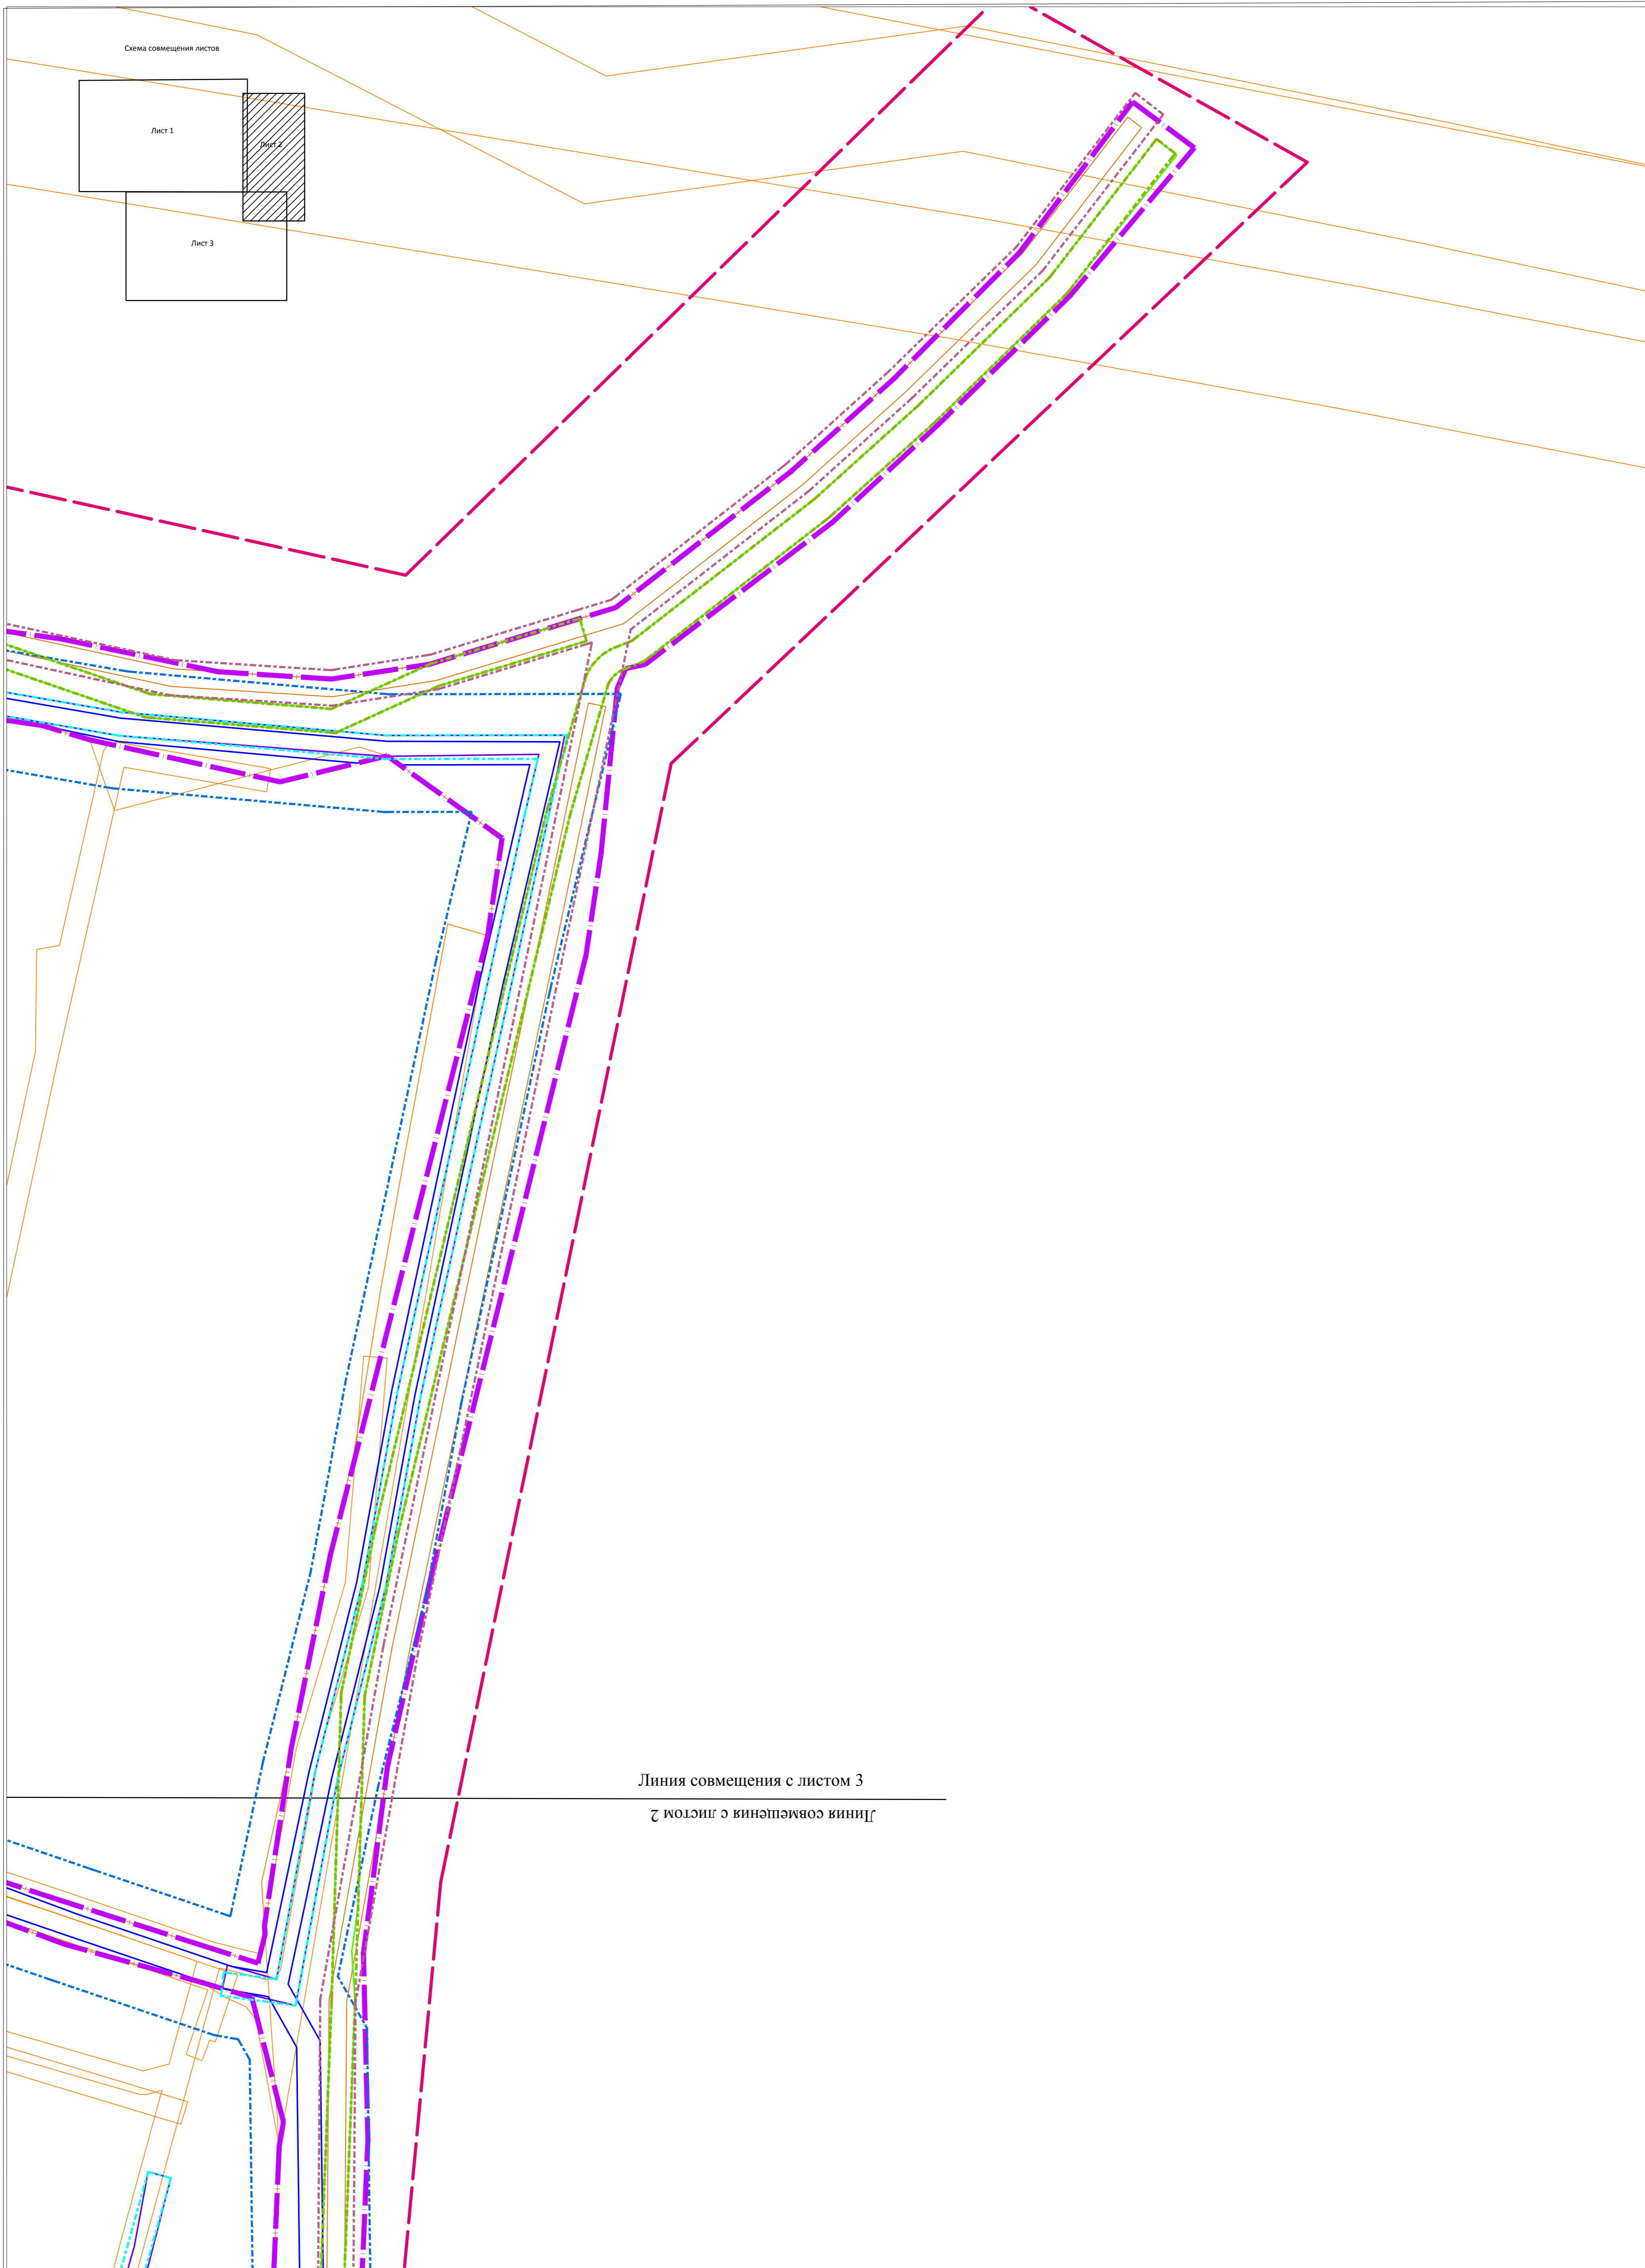 Схема совмещения листов
Лист 1
Лист 2
Лист 3
Линия совмещения с листом 3
Линия совмещения с листом 2